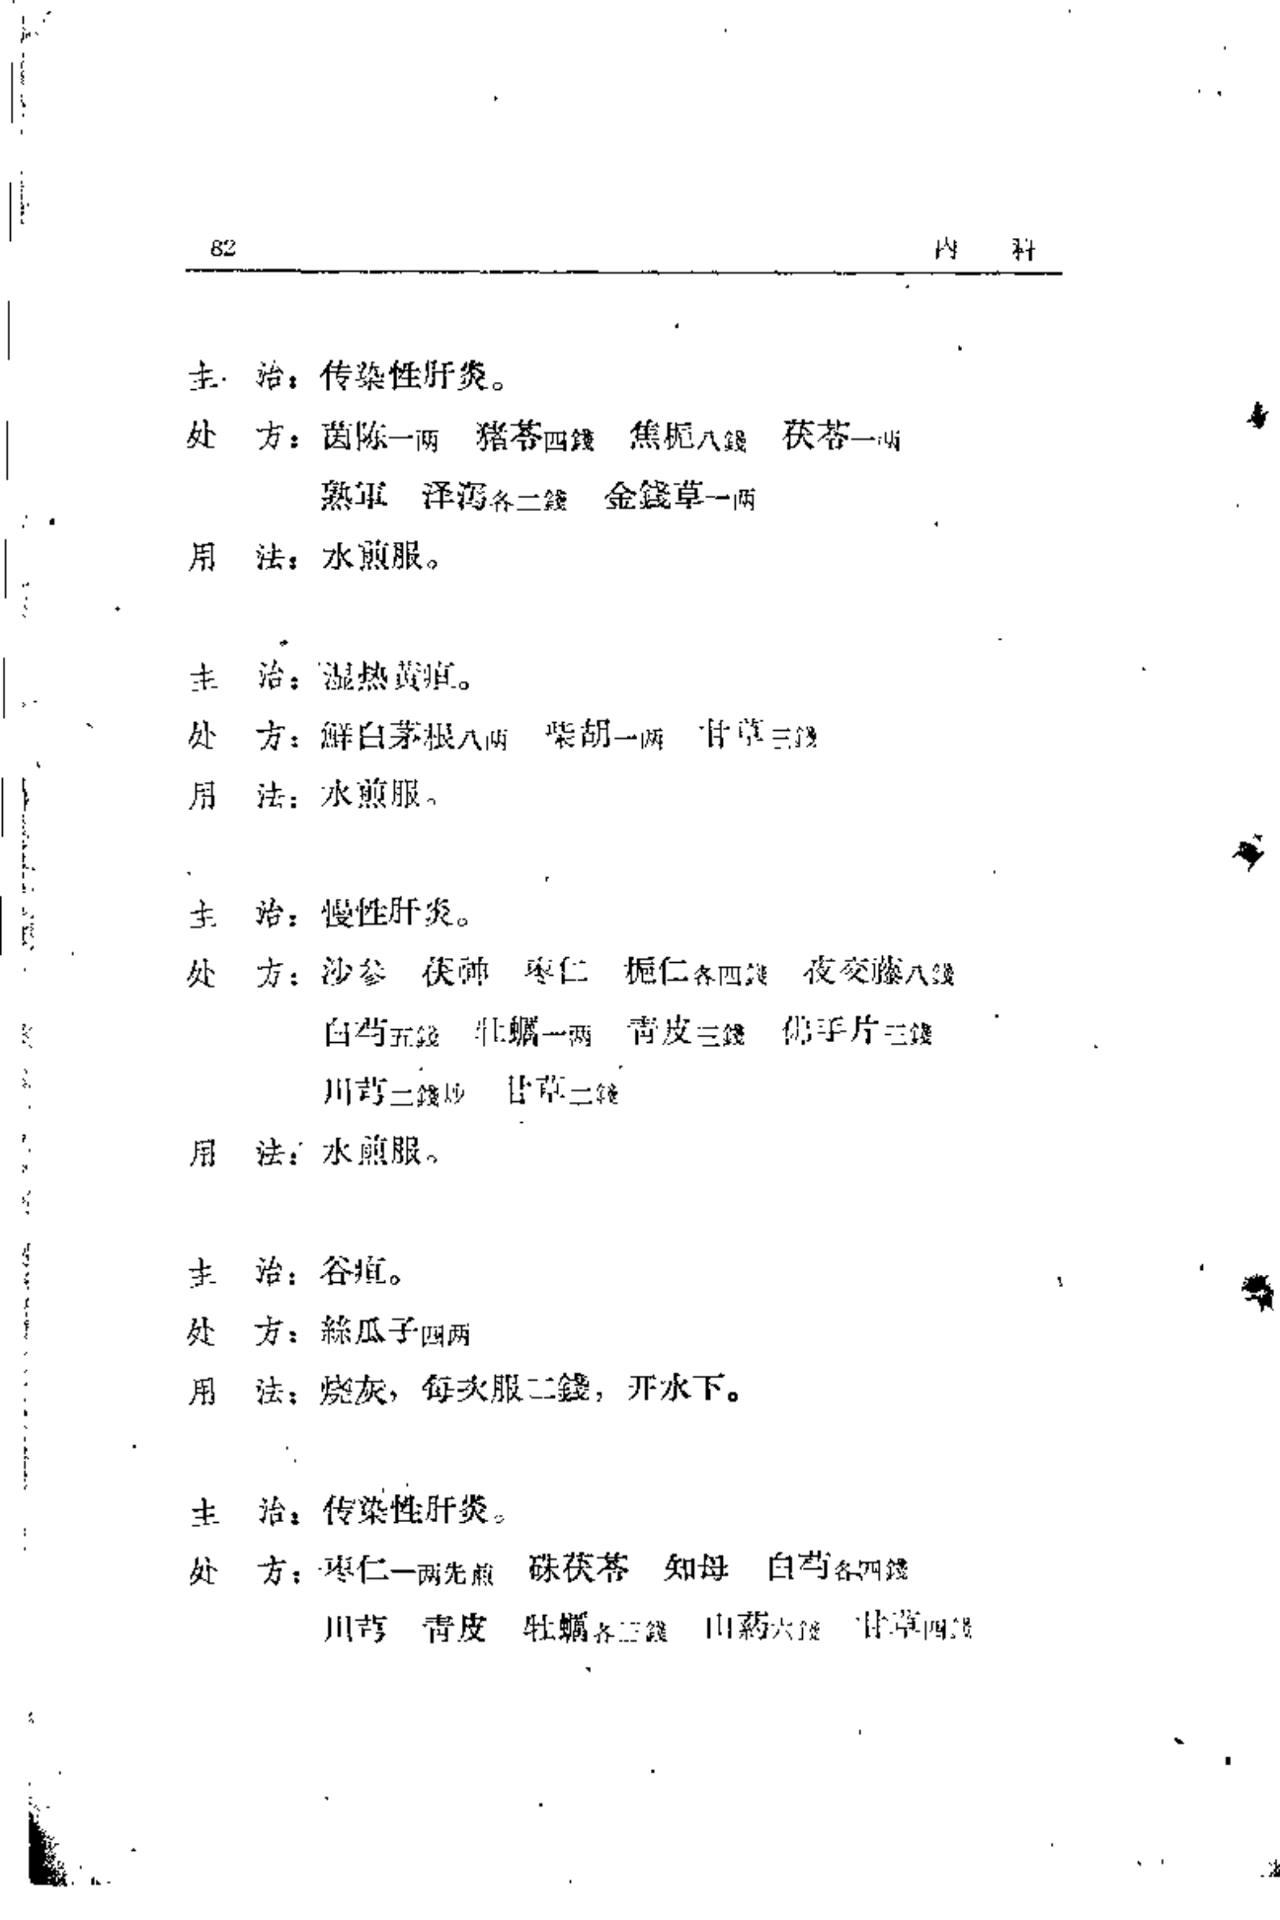 82 内 科
主 治：传染性肝炎。
处 方：茵陈一两 猪苓四錢 焦栀八錢 茯苓一两
熟軍 泽泻各二錢 金錢草一两
用 法：水煎服。
主 治：湿热黄疸。
处 方：鮮白茅根八两 柴胡一两 甘草三錢
用 法：水煎服。
主 治：慢性肝炎。
处 方：沙参 茯神 枣仁 栀仁各四錢 夜交藤八錢
白芍五錢 牡蠣一两 青皮三錢 佛手片三錢
川芎二錢炒 甘草二錢
用 法：水煎服。
主 治：谷疸。
处 方：絲瓜子四两
用 法：烧灰，每次服二錢，开水下。
主 治：传染性肝炎。
处 方：枣仁一两先煎 硃茯苓 知母 白芍各四錢
川芎 青皮 牡蠣各三錢 山葯六錢 甘草四錢